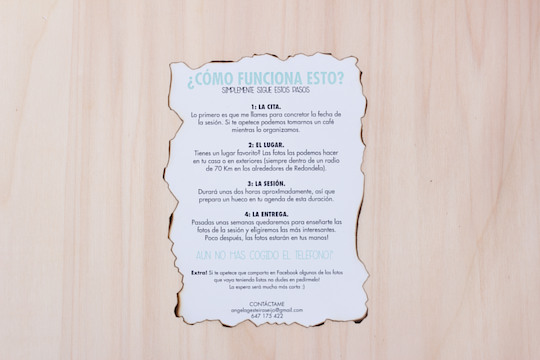 ¿CÓMO FUNCIONA ESTO?
SIMPLEMENTE SIGUE ESTOS PASOS
1: LA CITA.
Lo primero es que me llames para concretar la fecha de
la sesión. Si te apetece podemos tomarnos un café
mientras la organizamos.
2: EL LUGAR.
Tienes un lugar favorito? Las fotos las podemos hacer
en tu casa o en exteriores (siempre dentro de un radio
de 70 Km en los alrededores de Redondela).
3: LA SESIÓN.
Durará unas dos horas aproximadamente, así que
prepara un hueco en tu agenda de esta duración.
4: LA ENTREGA.
Pasadas unas semanas quedaremos para enseñarte las
fotos de la sesión y eligiremos las más interesantes.
Poco después, las fotos estarán en tus manos!
AUN NO MAS COGIDO EL TELEFONO?
Extra! Si te apetece que comparta en Facebook algunas de las fotos
que vaya teniendo listas no dudes en pedírmelo!
La espera será mucho más corta :)
CONTÁCTAME
angelagesteiraseijo@gmail.com
647 175 422